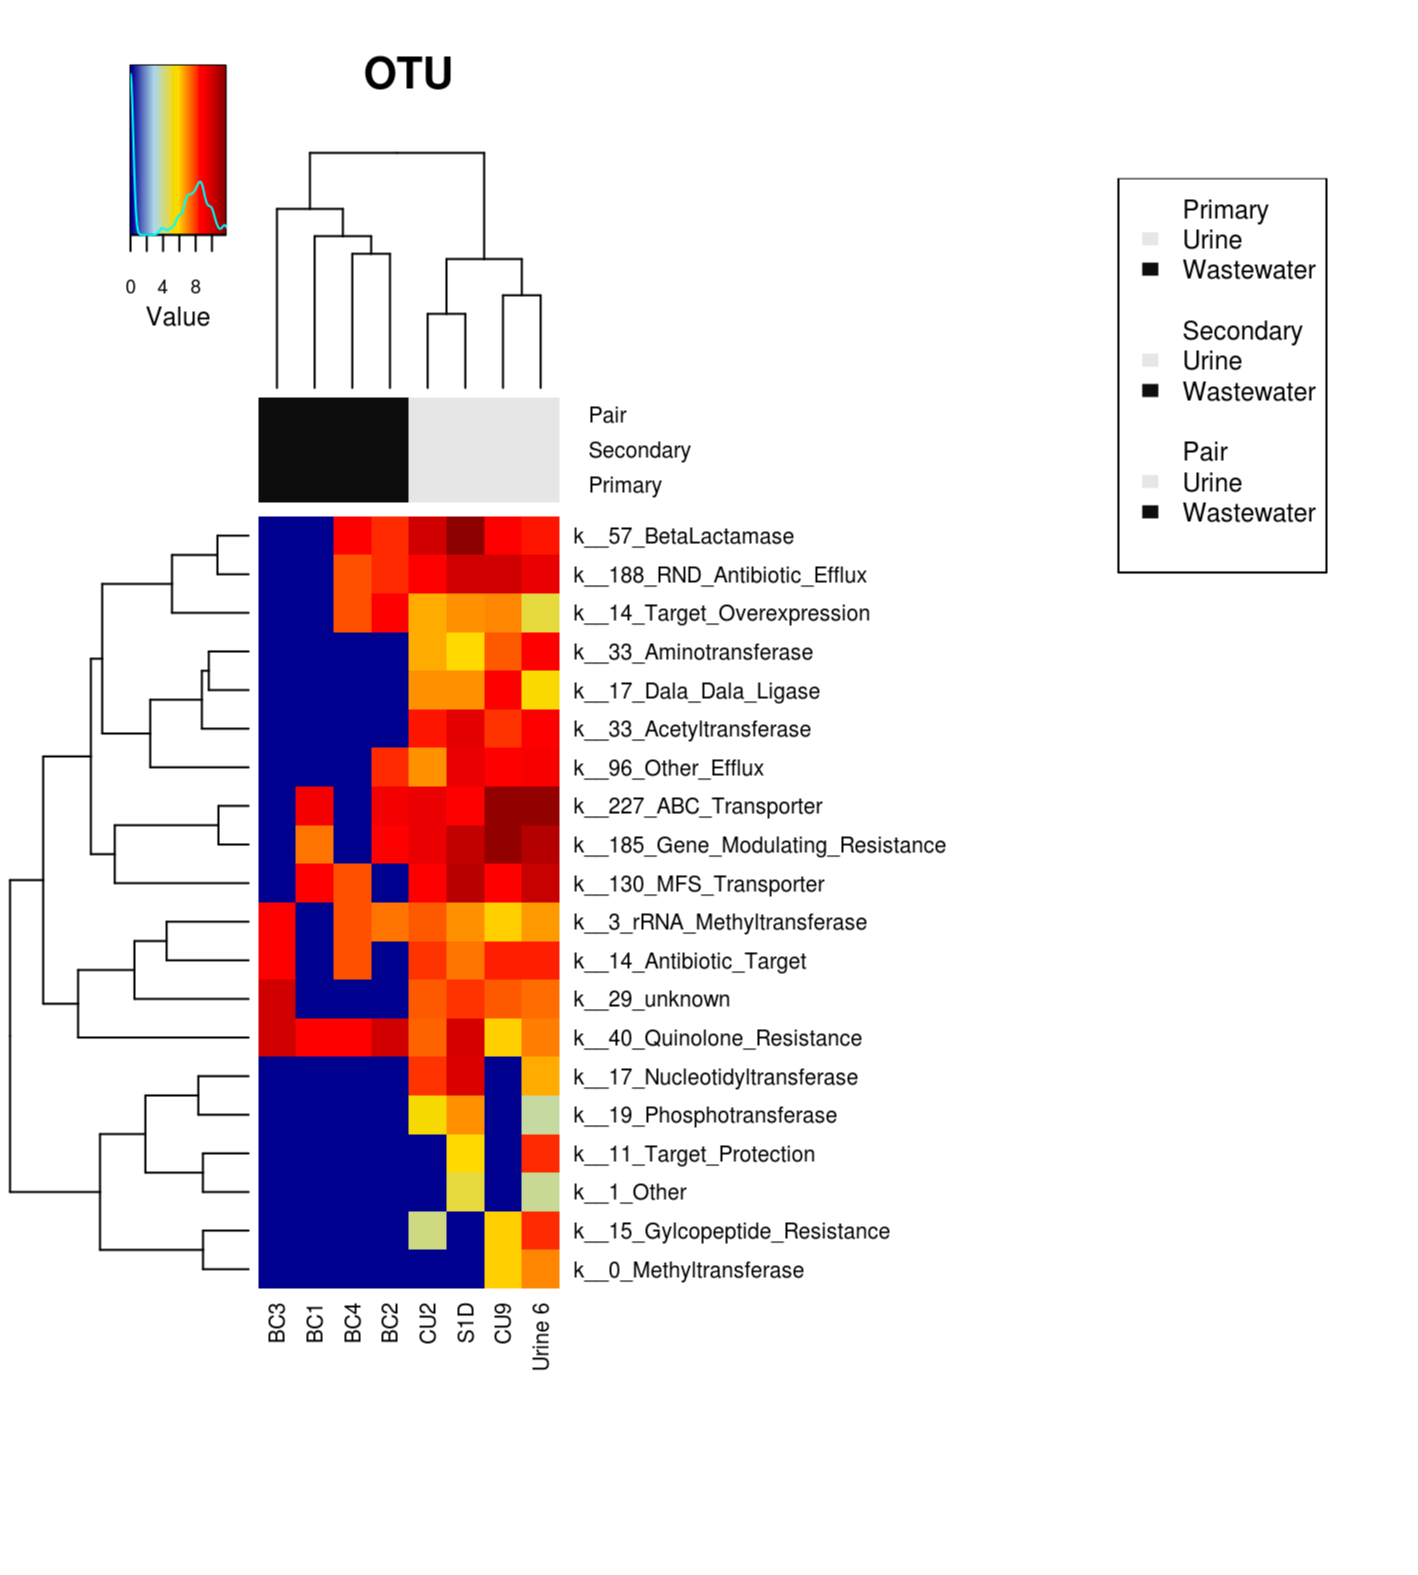 OTU
0 4 8
Value
Primary
Urine
Wastewater
Secondary
Urine
Wastewater
Pair
Urine
Wastewater
Pair
Secondary
Primary
k__57_BetaLactamase
k__188_RND_Antibiotic_Efflux
k__14_Target_Overexpression
k__33_Aminotransferase
k__17_Dala_Dala_Ligase
k__33_Acetyltransferase
k__96_Other_Efflux
k__227_ABC_Transporter
k__185_Gene_Modulating_Resistance
k__130_MFS_Transporter
k__3_rRNA_Methyltransferase
k__14_Antibiotic_Target
k__29_unknown
k__40_Quinolone_Resistance
k__17_Nucleotidyltransferase
k__19_Phosphotransferase
k__11_Target_Protection
k__1_Other
k__15_Gylcopeptide_Resistance
k__0_Methyltransferase
BC3
BC1
BC4
BC2
CU2
S1D
CU9
Urine 6